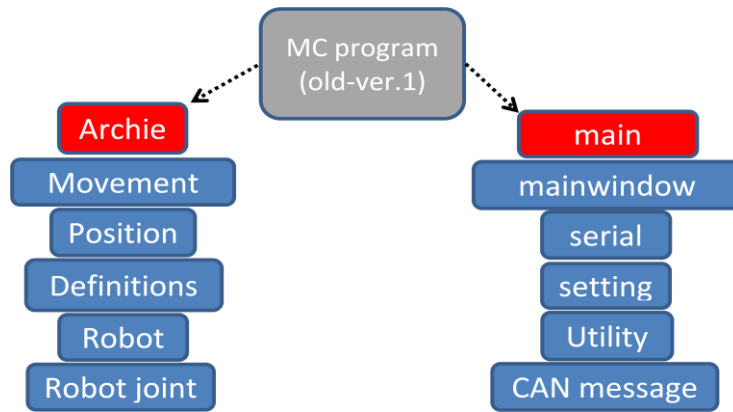 MC program
(old-ver.1)
Archie
Movement
Position
Definitions
Robot
Robot joint
main
mainwindow
serial
setting
Utility
CAN message